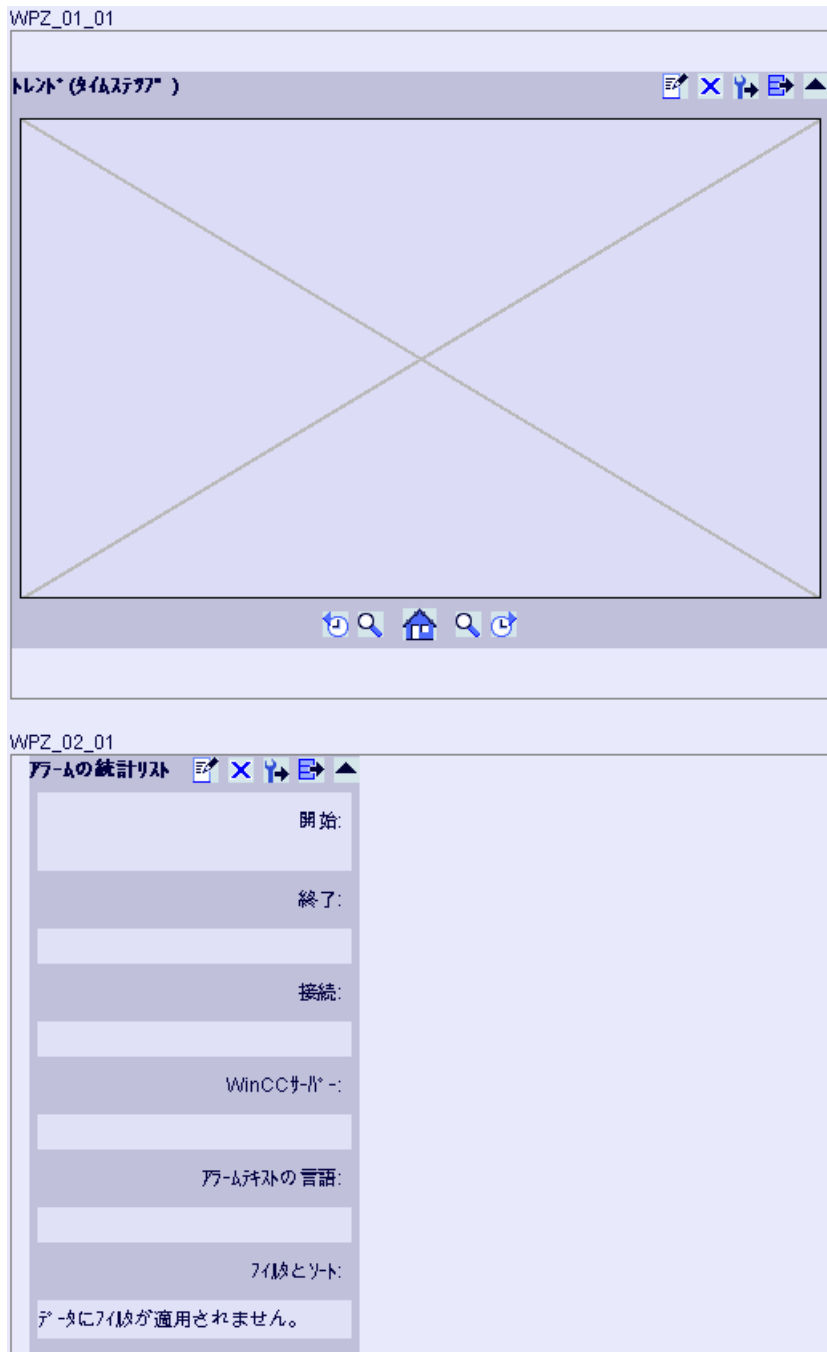 WPZ_01_01
ﾄﾚﾝﾄﾞ(ﾀｲﾑｽﾃｯﾌﾟ )
WPZ_02_01
ｱﾗｰﾑの統計ﾘｽﾄ
開始:
終了:
接続:
WinCCｻｰﾊﾞｰ:
ｱﾗｰﾑﾃｷｽﾄの言語:
ﾌｨﾙﾀとｿｰﾄ:
ﾃﾞｰﾀにﾌｨﾙﾀが適用されません。